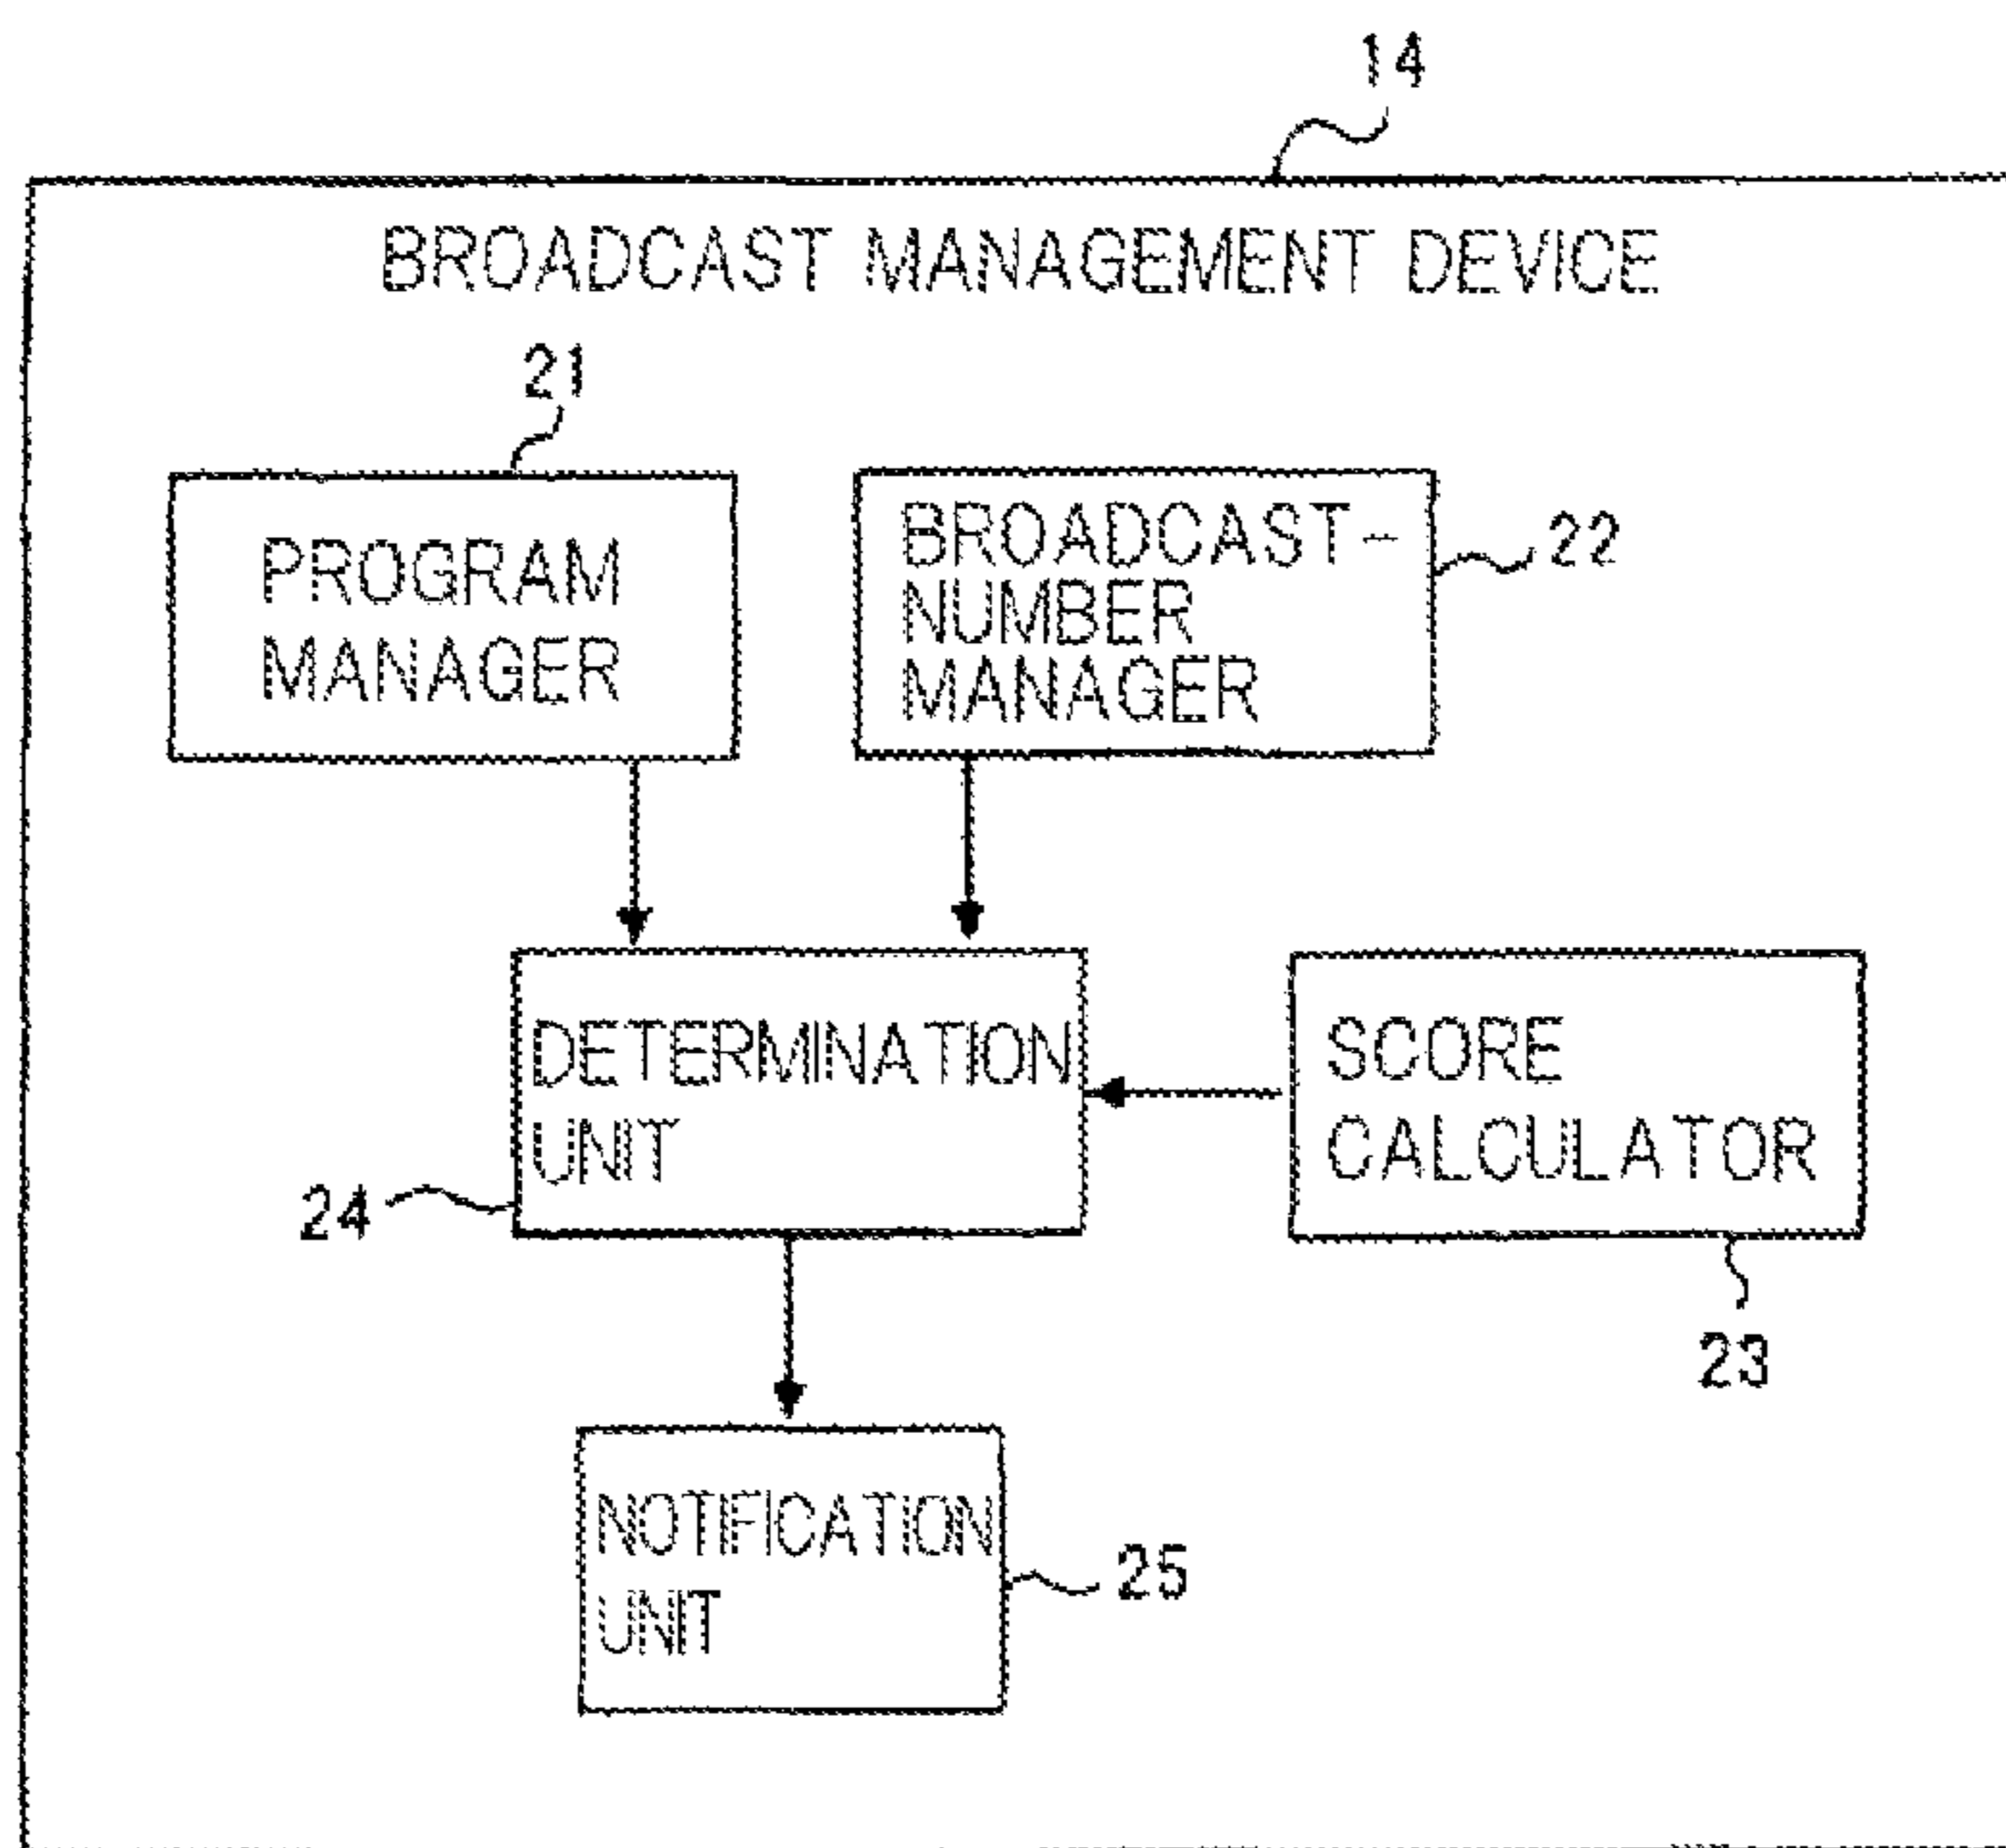 14
BROADCAST MANAGEMENT DEVICE
21
PROGRAM
MANAGER
BROADCAST-
NUMBER
MANAGER
22
DETERMINATION
UNIT
24
SCORE
CALCULATOR
23
NOTIFICATION
UNIT
25